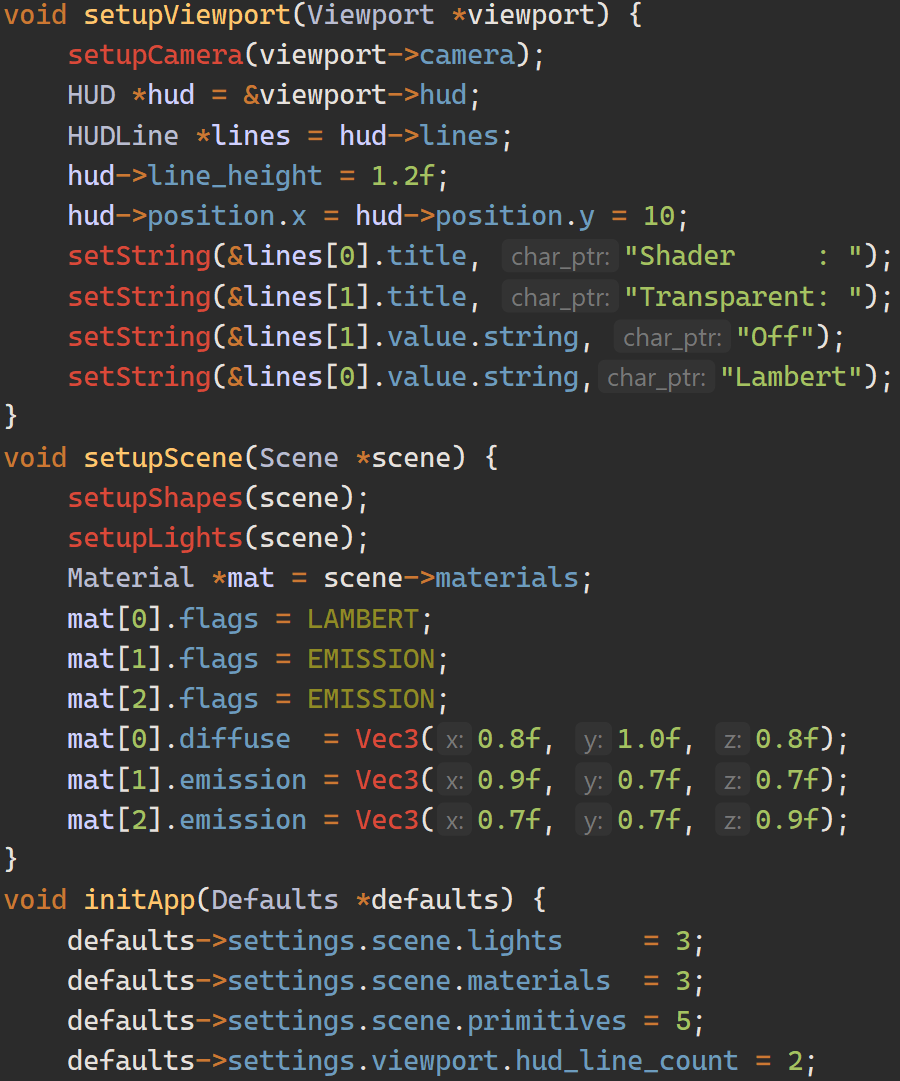 void setupViewport(Viewport *viewport) {
    setupCamera(viewport->camera);
    HUD *hud = &viewport->hud;
    HUDLine *lines = hud->lines;
    hud->line_height = 1.2f;
    hud->position.x = hud->position.y = 10;
    setString(&lines[0].title, char_ptr: "Shader     : ");
    setString(&lines[1].title, char_ptr: "Transparent: ");
    setString(&lines[1].value.string, char_ptr: "Off");
    setString(&lines[0].value.string, char_ptr: "Lambert");
}
void setupScene(Scene *scene) {
    setupShapes(scene);
    setupLights(scene);
    Material *mat = scene->materials;
    mat[0].flags = LAMBERT;
    mat[1].flags = EMISSION;
    mat[2].flags = EMISSION;
    mat[0].diffuse  = Vec3( x: 0.8f, y: 1.0f, z: 0.8f);
    mat[1].emission = Vec3( x: 0.9f, y: 0.7f, z: 0.7f);
    mat[2].emission = Vec3( x: 0.7f, y: 0.7f, z: 0.9f);
}
void initApp(Defaults *defaults) {
    defaults->settings.scene.lights     = 3;
    defaults->settings.scene.materials  = 3;
    defaults->settings.scene.primitives = 5;
    defaults->settings.viewport.hud_line_count = 2;